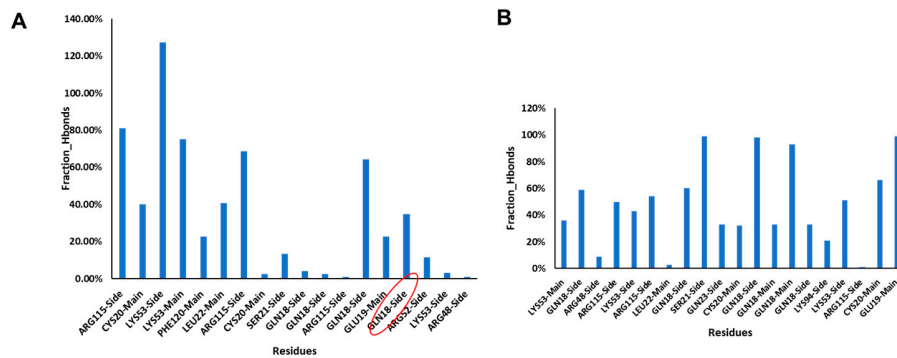 A
Fraction_Hbonds
140.00%
120.00%
100.00%
80.00%
60.00%
40.00%
20.00%
0.00%
ARG115-Side
CYS20-Main
LYS53-Side
LYS53-Main
PHE120-Main
LEU22-Main
ARG115-Side
CYS20-Main
SER21-Side
GLN18-Side
GLN18-Side
ARG115-Side
GLN18-Side
GLU19-Main
GLN18-Side
ARG52-Side
LYS53-Side
ARG48-Side
Residues
B
Fraction_Hbonds
120%
100%
80%
60%
40%
20%
0%
LYS53-Main
GLN18-Side
ARG48-Side
ARG115-Side
LYS53-Side
ARG115-Side
LEU22-Main
GLN18-Side
SER21-Side
GLN23-Side
CYS20-Main
GLN18-Side
GLN18-Main
GLN18-Main
GLN18-Side
LYS94-Side
LYS53-Side
ARG115-Side
CYS20-Main
GLU19-Main
Residues